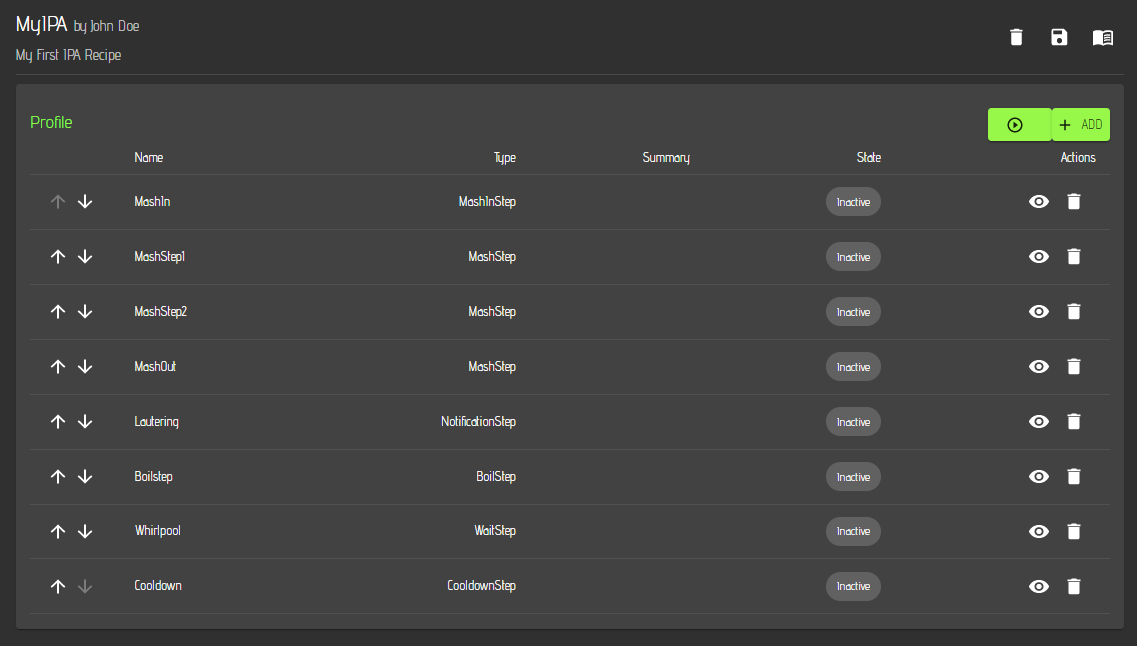 MyIPA by John Doe
My First IPA Recipe
Profile
ADD
Name Type Summary State Actions
MashIn MashInStep Inactive
MashStep1 MashStep Inactive
MashStep2 MashStep Inactive
MashOut MashStep Inactive
Lautering NotificationStep Inactive
Boilstep BoilStep Inactive
Whirlpool WaitStep Inactive
Cooldown CooldownStep Inactive